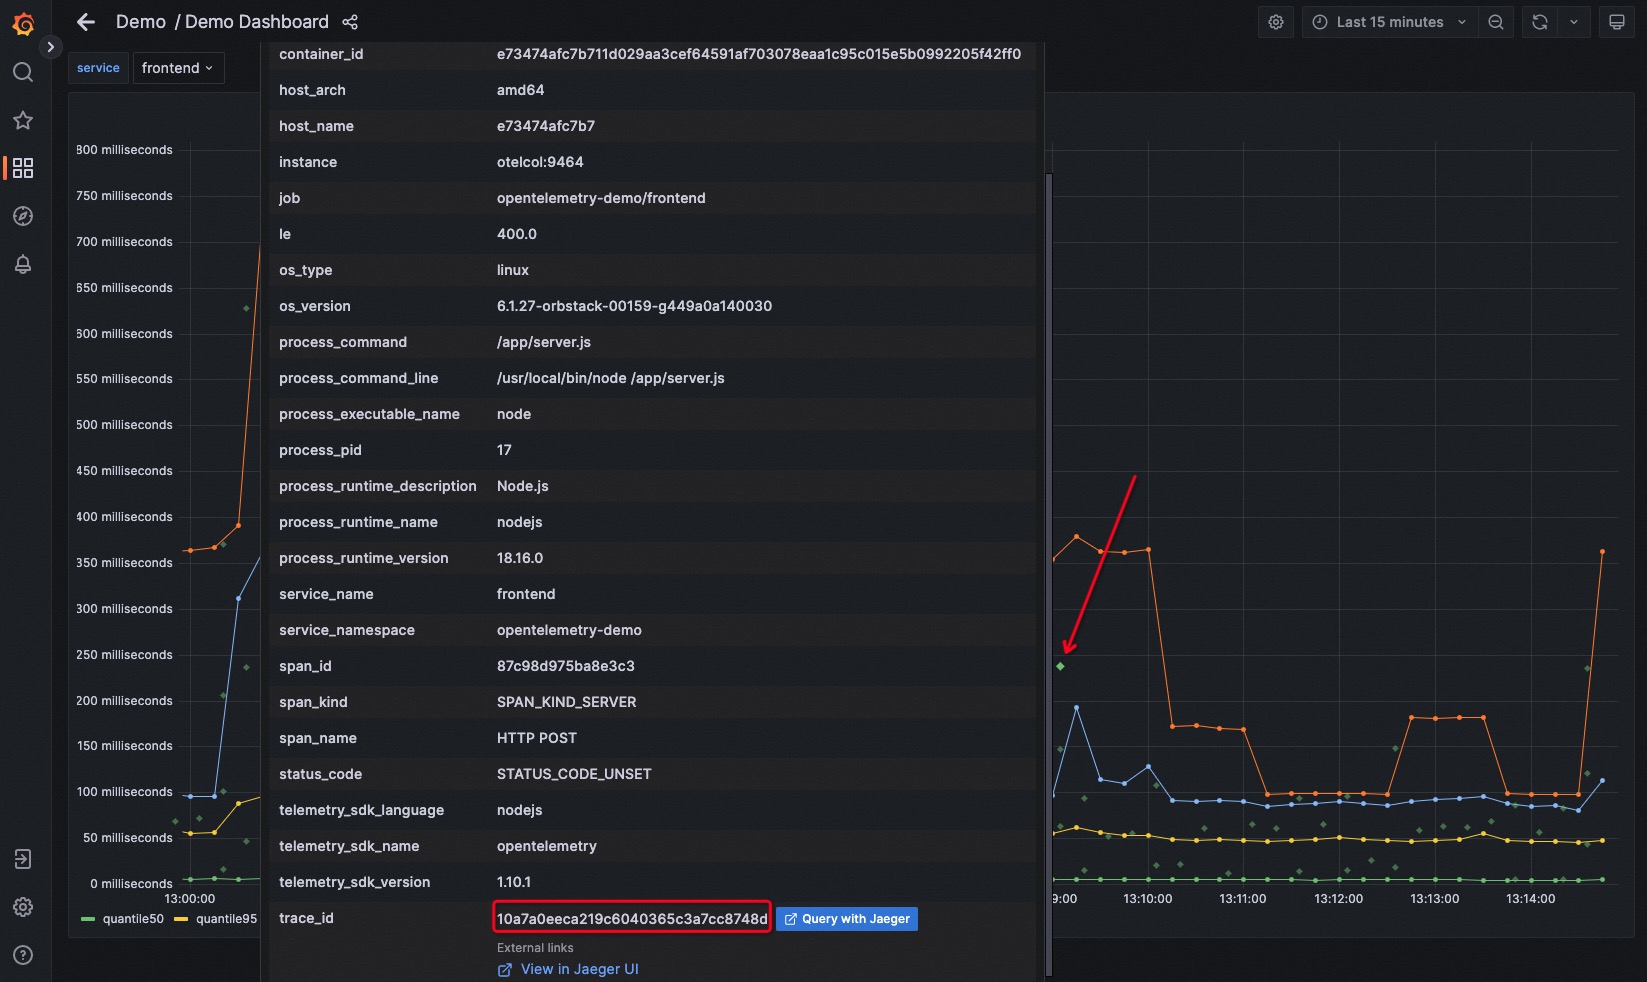 Demo / Demo Dashboard
Last 15 minutes
service frontend
container_id e73474afc7b711d029aa3cef64591af703078eaa1c95c015e5b0992205f42ff0
host_arch amd64
host_name e73474afc7b7
instance otelcol:9464
job opentelemetry-demo/frontend
le 400.0
os_type linux
os_version 6.1.27-orbstack-00159-g449a0a140030
process_command /app/server.js
process_command_line /usr/local/bin/node /app/server.js
process_executable_name node
process_pid 17
process_runtime_description Node.js
process_runtime_name nodejs
process_runtime_version 18.16.0
service_name frontend
service_namespace opentelemetry-demo
span_id 87c98d975ba8e3c3
span_kind SPAN_KIND_SERVER
span_name HTTP POST
status_code STATUS_CODE_UNSET
telemetry_sdk_language nodejs
telemetry_sdk_name opentelemetry
telemetry_sdk_version 1.10.1
trace_id 10a7a0eeca219c6040365c3a7cc8748d Query with Jaeger
External links
View in Jaeger UI
800 milliseconds
750 milliseconds
700 milliseconds
650 milliseconds
600 milliseconds
550 milliseconds
500 milliseconds
450 milliseconds
400 milliseconds
350 milliseconds
300 milliseconds
250 milliseconds
200 milliseconds
150 milliseconds
100 milliseconds
50 milliseconds
0 milliseconds
13:00:00 9:00 13:10:00 13:11:00 13:12:00 13:13:00 13:14:00
quantile50 quantile95